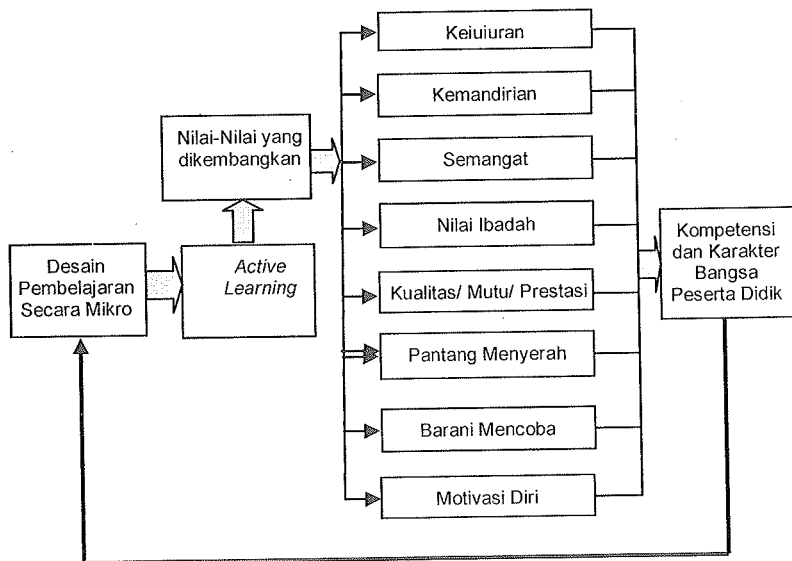 Desain
Pembelajaran
Secara Mikro
Active
Learning
Nilai-Nilai yang
dikembangkan
Keiuiuran
Kemandirian
Semangat
Nilai Ibadah
Kualitas/ Mutu/ Prestasi
Pantang Menyerah
Barani Mencoba
Motivasi Diri
Kompetensi
dan Karakter
Bangsa
Peserta Didik